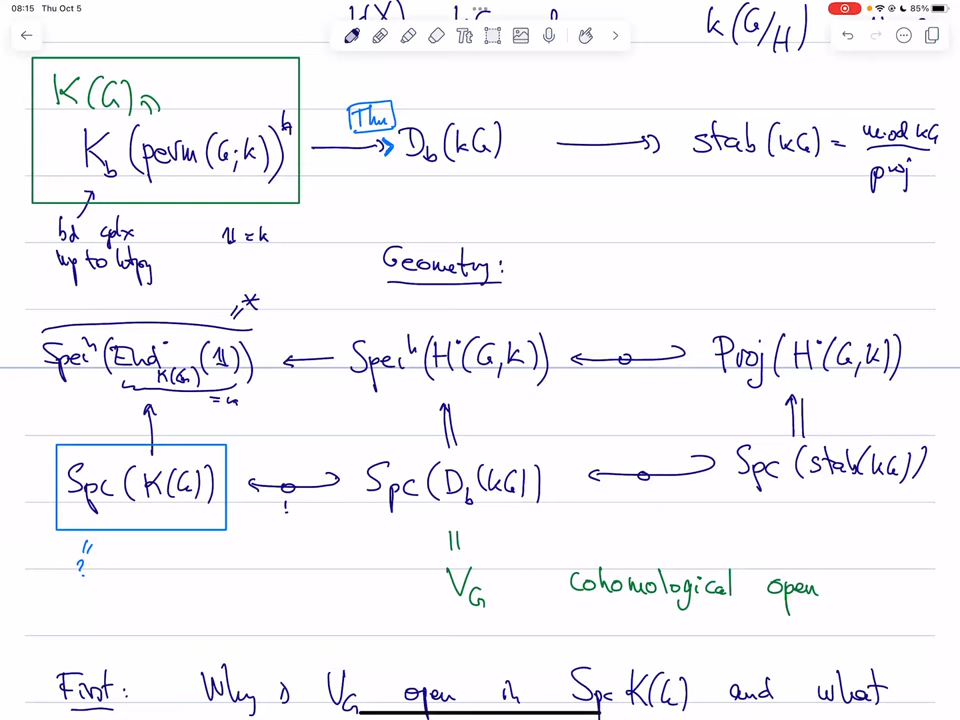 08:15 Thu Oct 5
85%
k(G/H)
K(G) :=
K_b (perm(G;k))^♮ → D_b(kG) → stab(kG) = mod kG / proj
Thm
bd cplx
up to htpy
𝟙 = k
Geometry:
= *
Spec^h(End^•_{K(G)}(𝟙)) ← Spec^h(H^•(G,k)) ← Proj(H^•(G,k))
= k
Spc(K(G)) ← Spc(D_b(kG)) ← Spc(stab(kG))
!
= ?
=
V_G cohomological open
First: Why is V_G open in Spc K(G) and what